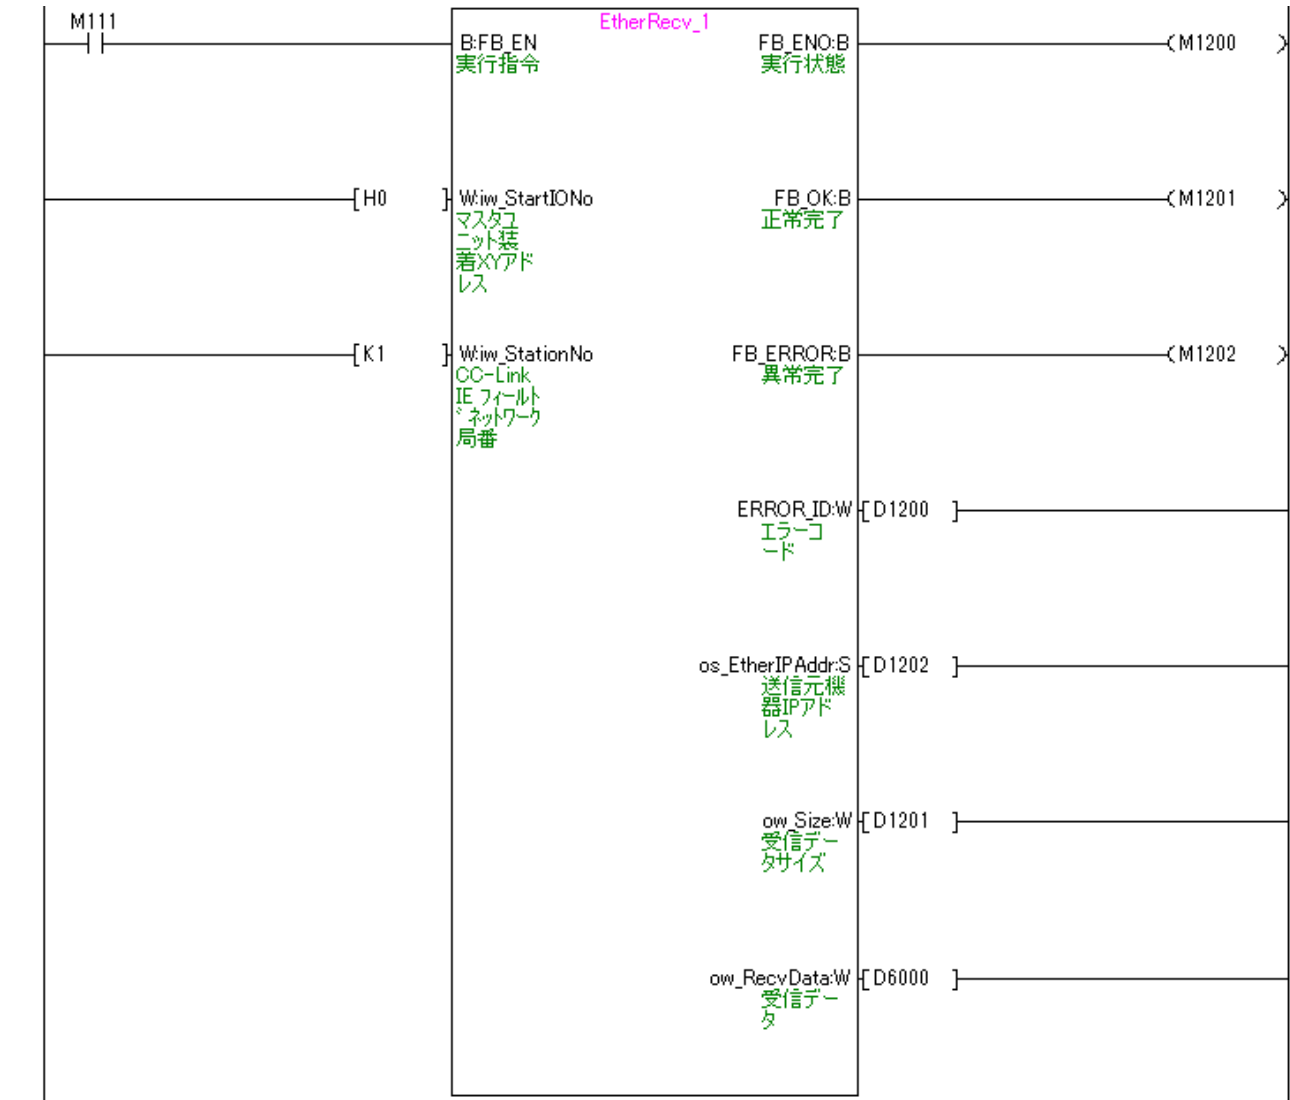 M111
EtherRecv_1
B:FB_EN
FB_ENO:B
(M1200 )
実行指令
実行状態
[H0 ]
W:iw_StartIONo
FB_OK:B
(M1201 )
マスタユ
ニット装
着XYアド
レス
正常完了
[K1 ]
W:iw_StationNo
FB_ERROR:B
(M1202 )
CC-Link
IE フィールト
゛ネットワーク
局番
異常完了
ERROR_ID:W
[D1200 ]
エラーコ
ード
os_EtherIPAddr:S
[D1202 ]
送信元機
器IPアド
レス
ow_Size:W
[D1201 ]
受信デー
タサイズ
ow_RecvData:W
[D6000 ]
受信デー
タ